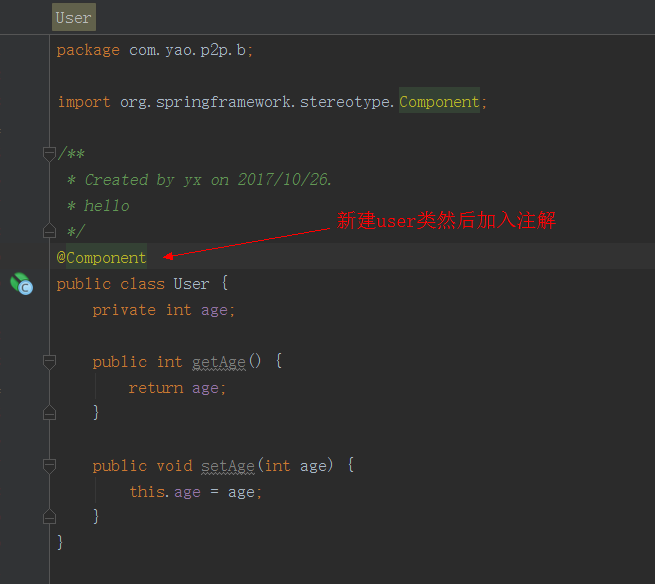 User
package com.yao.p2p.b;
import org.springframework.stereotype.Component;
/**
* Created by yx on 2017/10/26.
* hello
*/
新建user类然后加入注解
@Component
public class User {
private int age;
public int getAge() {
return age;
}
public void setAge(int age) {
this.age = age;
}
}